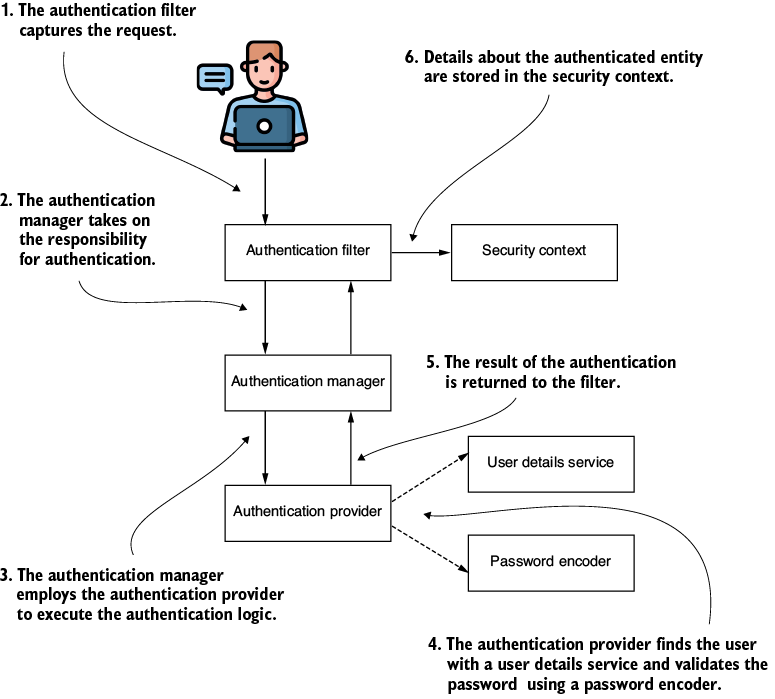 1. The authentication filter
captures the request.
6. Details about the authenticated entity
are stored in the security context.
2. The authentication
manager takes on
the responsibility
for authentication.
Authentication filter
Security context
5. The result of the authentication
is returned to the filter.
Authentication manager
User details service
Authentication provider
Password encoder
3. The authentication manager
employs the authentication provider
to execute the authentication logic.
4. The authentication provider finds the user
with a user details service and validates the
password using a password encoder.